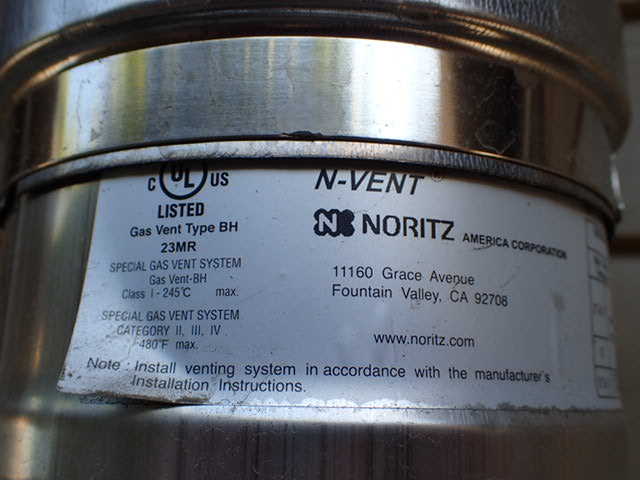 C UL US
LISTED
Gas Vent Type BH
23MR
SPECIAL GAS VENT SYSTEM
Gas Vent-BH
Class I - 245°C max.
SPECIAL GAS VENT SYSTEM
CATEGORY II, III, IV
480°F max.
N-VENT®
NORITZ AMERICA CORPORATION
11160 Grace Avenue
Fountain Valley, CA 92708
www.noritz.com
Note : Install venting system in accordance with the manufacturer's
Installation Instructions.